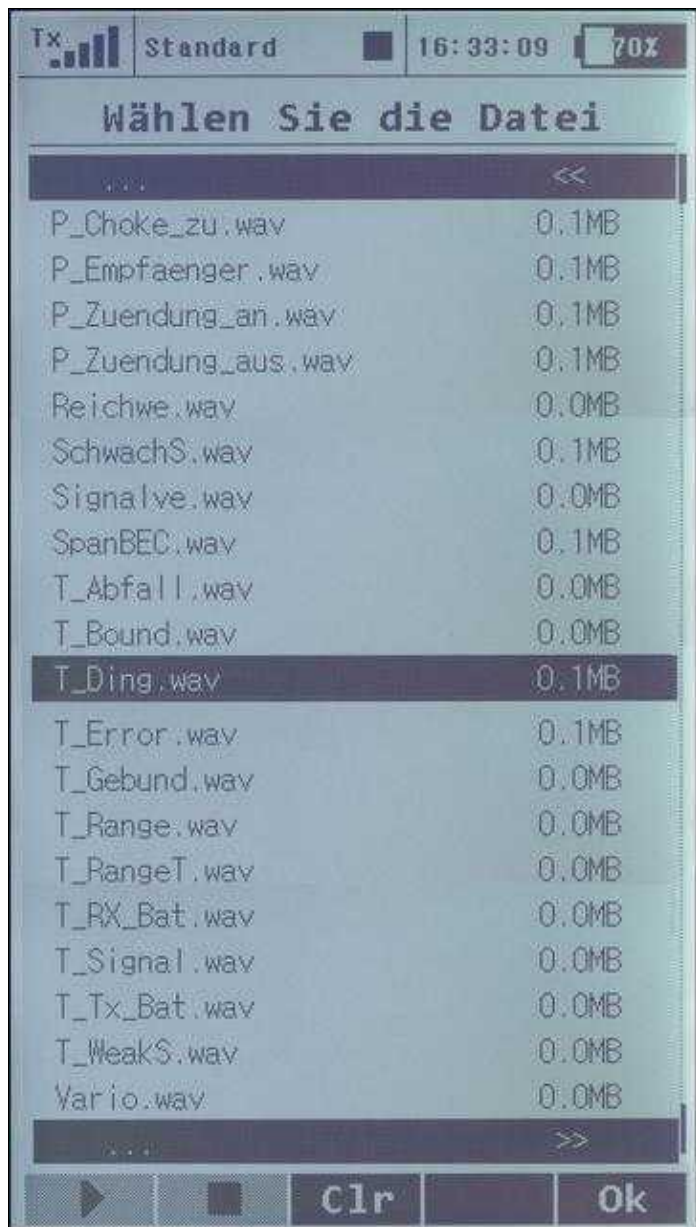 Tx Standard 16:33:09 70%
Wählen Sie die Datei
... <<
P_Choke_zu.wav 0.1MB
P_Empfaenger.wav 0.1MB
P_Zuendung_an.wav 0.1MB
P_Zuendung_aus.wav 0.1MB
Reichwe.wav 0.0MB
SchwachS.wav 0.1MB
Signalve.wav 0.0MB
SpanBEC.wav 0.1MB
T_Abfall.wav 0.0MB
T_Bound.wav 0.0MB
T_Ding.wav 0.1MB
T_Error.wav 0.1MB
T_Gebund.wav 0.0MB
T_Range.wav 0.0MB
T_RangeT.wav 0.0MB
T_RX_Bat.wav 0.0MB
T_Signal.wav 0.0MB
T_Tx_Bat.wav 0.0MB
T_WeakS.wav 0.0MB
Vario.wav 0.0MB
... >>
Clr Ok